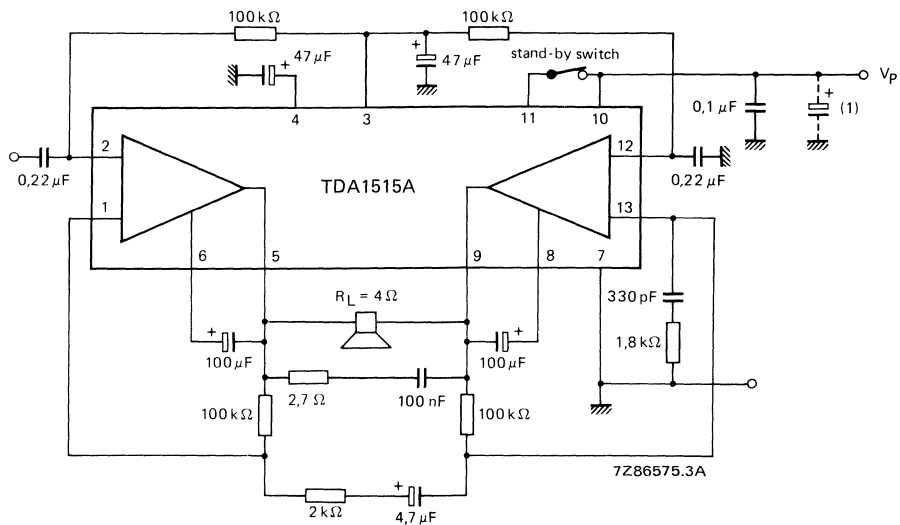 100 kΩ
100 kΩ
+
47 μF
+
47 μF
stand-by switch
VP
4
3
11
10
0,1 μF
+
(1)
2
12
0,22 μF
TDA1515A
0,22 μF
1
13
6
5
9
8
7
RL = 4 Ω
330 pF
+
100 μF
+
100 μF
1,8 kΩ
2,7 Ω
100 nF
100 kΩ
100 kΩ
7Z86575.3A
+
2 kΩ
4,7 μF